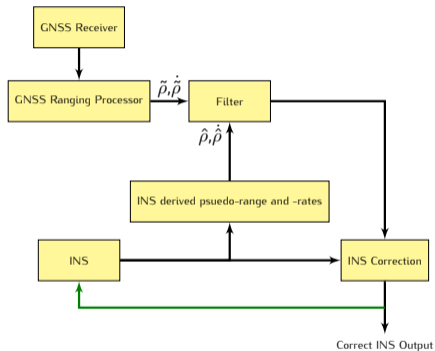 GNSS Receiver
GNSS Ranging Processor
ρ̃,ρ̃̇
Filter
ρ̂,ρ̂̇
INS derived psuedo-range and -rates
INS
INS Correction
Correct INS Output